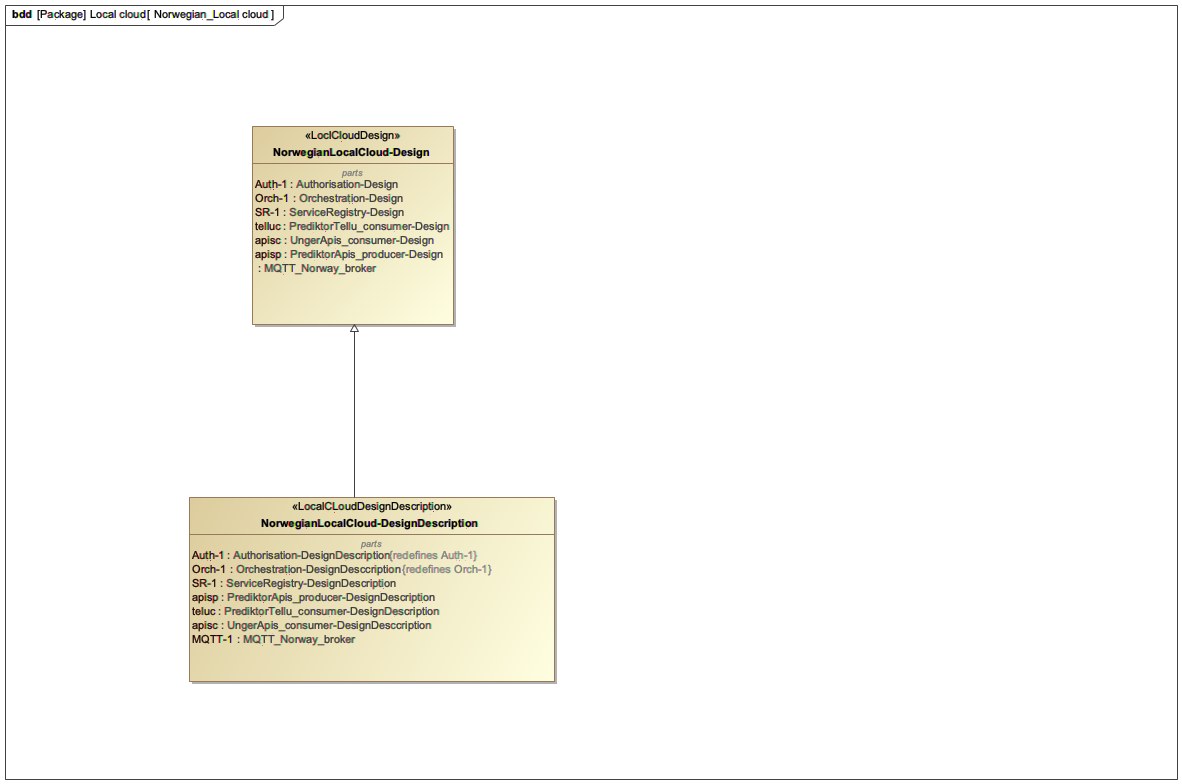 bdd [Package] Local cloud[ Norwegian_Local cloud ]
«LoclCloudDesign»
NorwegianLocalCloud-Design
parts
Auth-1 : Authorisation-Design
Orch-1 : Orchestration-Design
SR-1 : ServiceRegistry-Design
telluc : PrediktorTellu_consumer-Design
apisc : UngerApis_consumer-Design
apisp : PrediktorApis_producer-Design
: MQTT_Norway_broker
«LocalCLoudDesignDescription»
NorwegianLocalCloud-DesignDescription
parts
Auth-1 : Authorisation-DesignDescription{redefines Auth-1}
Orch-1 : Orchestration-DesignDesccription{redefines Orch-1}
SR-1 : ServiceRegistry-DesignDescription
apisp : PrediktorApis_producer-DesignDescription
teluc : PrediktorTellu_consumer-DesignDescription
apisc : UngerApis_consumer-DesignDesccription
MQTT-1 : MQTT_Norway_broker